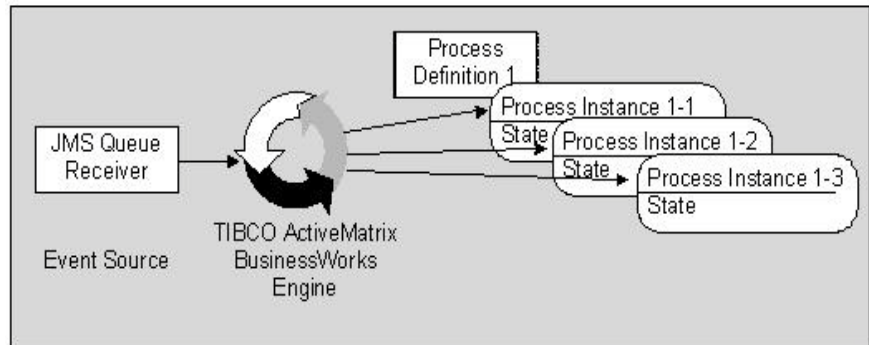 Process
Definition 1
Process Instance 1-1
State
Process Instance 1-2
State
Process Instance 1-3
State
JMS Queue
Receiver
TIBCO ActiveMatrix
BusinessWorks
Engine
Event Source